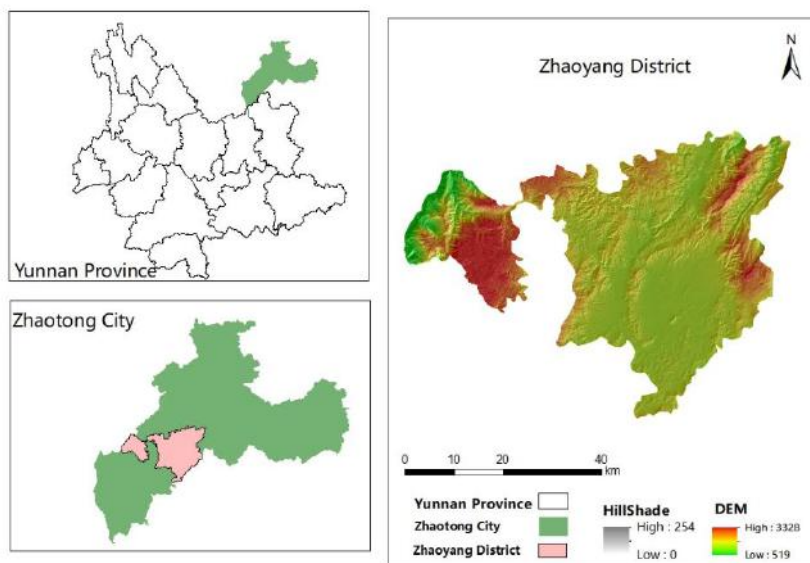 Yunnan Province
Zhaotong City
Zhaoyang District
N
0 10 20 40
km
Yunnan Province
Zhaotong City
Zhaoyang District
HillShade
High : 254
Low : 0
DEM
High : 3328
Low : 519